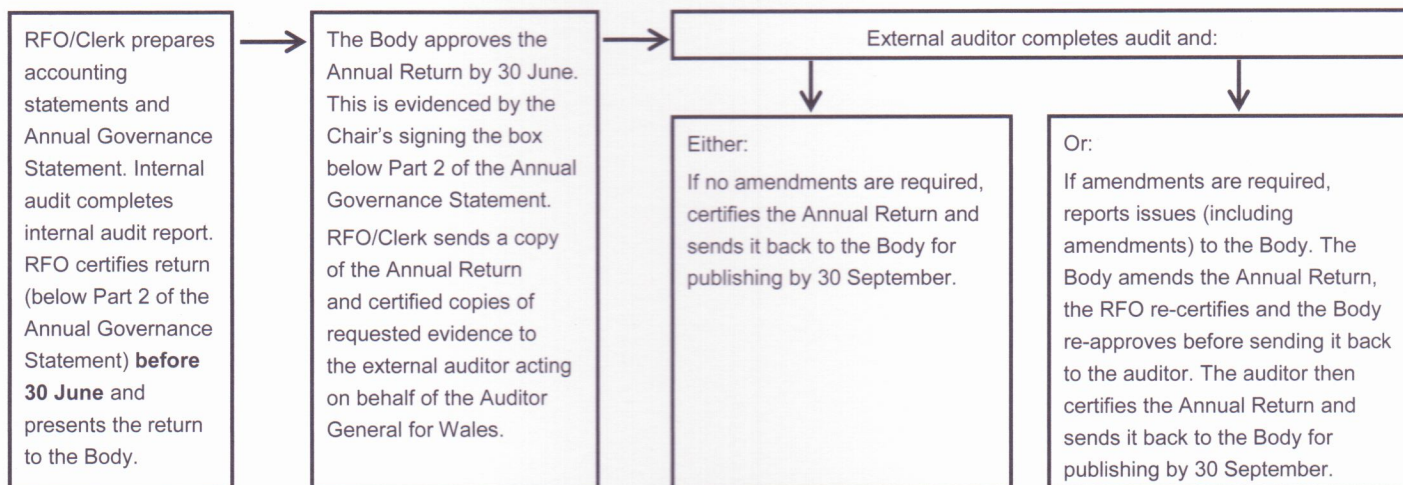 RFO/Clerk prepares
accounting
statements and
Annual Governance
Statement. Internal
audit completes
internal audit report.
RFO certifies return
(below Part 2 of the
Annual Governance
Statement) before
30 June and
presents the return
to the Body.
The Body approves the
Annual Return by 30 June.
This is evidenced by the
Chair's signing the box
below Part 2 of the Annual
Governance Statement.
RFO/Clerk sends a copy
of the Annual Return
and certified copies of
requested evidence to
the external auditor acting
on behalf of the Auditor
General for Wales.
External auditor completes audit and:
Either:
If no amendments are required,
certifies the Annual Return and
sends it back to the Body for
publishing by 30 September.
Or:
If amendments are required,
reports issues (including
amendments) to the Body. The
Body amends the Annual Return,
the RFO re-certifies and the Body
re-approves before sending it back
to the auditor. The auditor then
certifies the Annual Return and
sends it back to the Body for
publishing by 30 September.